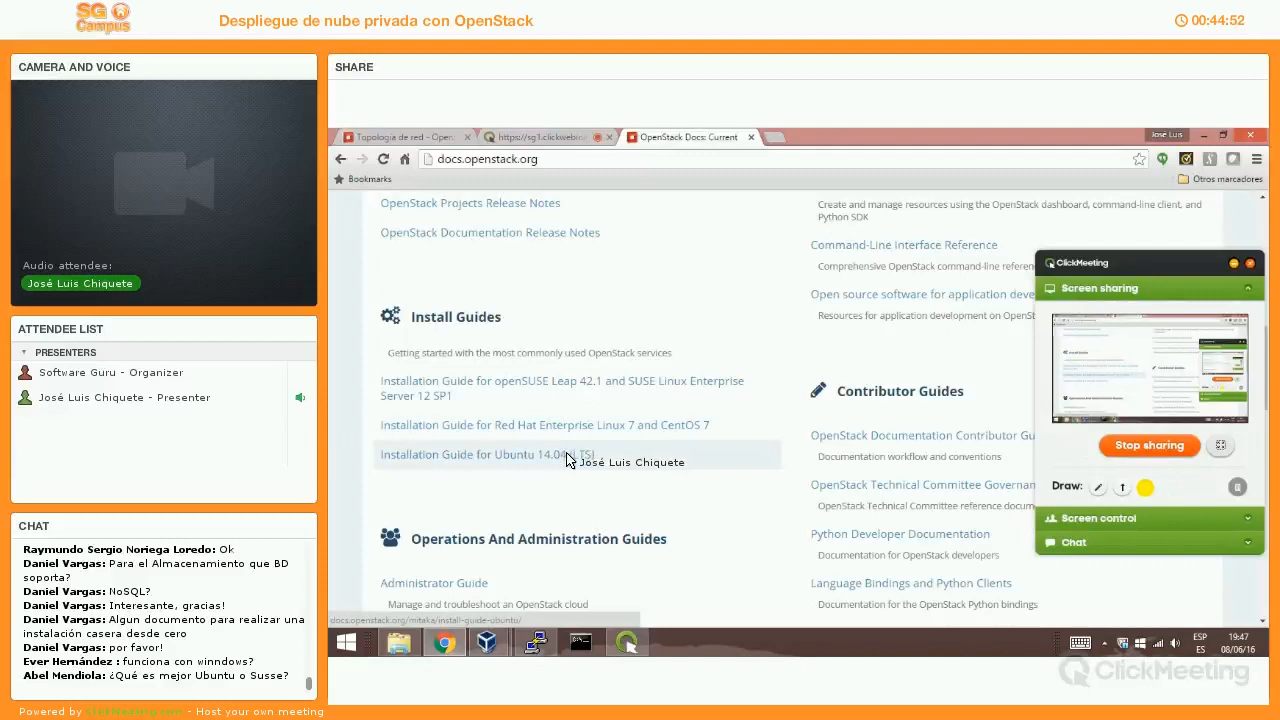 SG Campus
Despliegue de nube privada con OpenStack
00:44:52
CAMERA AND VOICE
Audio attendee:
José Luis Chiquete
ATTENDEE LIST
PRESENTERS
Software Guru - Organizer
José Luis Chiquete - Presenter
CHAT
Raymundo Sergio Noriega Loredo: Ok
Daniel Vargas: Para el Almacenamiento que BD
soporta?
Daniel Vargas: NoSQL?
Daniel Vargas: Interesante, gracias!
Daniel Vargas: Algun documento para realizar una
instalación casera desde cero
Daniel Vargas: por favor!
Ever Hernández : funciona con winndows?
Abel Mendiola: ¿Qué es mejor Ubuntu o Susse?
Powered by ClickMeeting.com - Host your own meeting
SHARE
Topología de red - Open
https://sg1.clickwebina
OpenStack Docs: Current
José Luis
docs.openstack.org
Bookmarks
Otros marcadores
OpenStack Projects Release Notes
OpenStack Documentation Release Notes
Install Guides
Getting started with the most commonly used OpenStack services
Installation Guide for openSUSE Leap 42.1 and SUSE Linux Enterprise
Server 12 SP1
Installation Guide for Red Hat Enterprise Linux 7 and CentOS 7
Installation Guide for Ubuntu 14.04 (LTS)
José Luis Chiquete
Operations And Administration Guides
Administrator Guide
Manage and troubleshoot an OpenStack cloud
docs.openstack.org/mitaka/install-guide-ubuntu/
Create and manage resources using the OpenStack dashboard, command-line client, and
Python SDK
Command-Line Interface Reference
Comprehensive OpenStack command-line referen
Open source software for application deve
Resources for application development on OpenSt
Contributor Guides
OpenStack Documentation Contributor Gu
Documentation workflow and conventions
OpenStack Technical Committee Governan
OpenStack Technical Committee reference docum
Python Developer Documentation
Documentation for OpenStack developers
Language Bindings and Python Clients
Documentation for the OpenStack Python bindings
ClickMeeting
Screen sharing
Stop sharing
Draw:
Screen control
Chat
ESP
ES
19:47
08/06/16
ClickMeeting